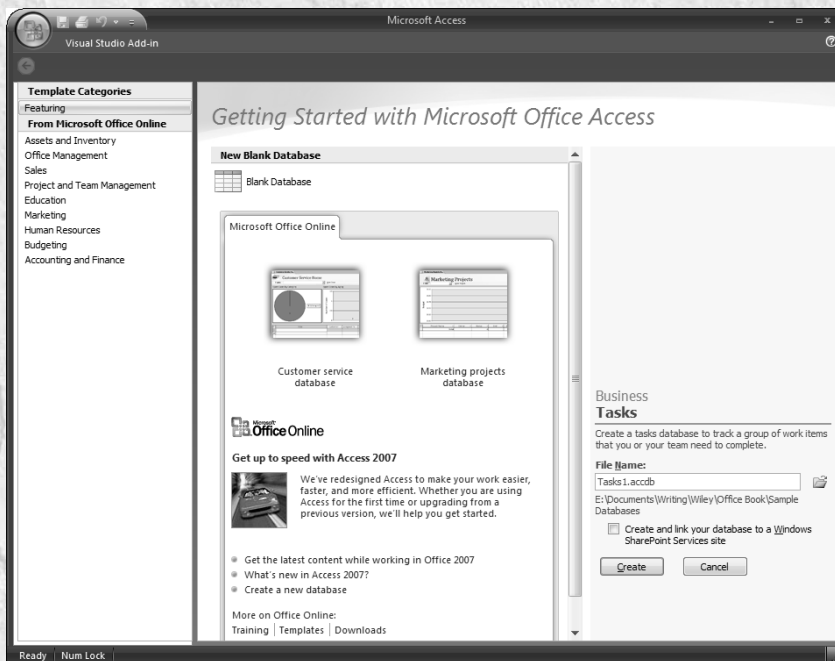 Microsoft Access
Visual Studio Add-in
Template Categories
Featuring
From Microsoft Office Online
Assets and Inventory
Office Management
Sales
Project and Team Management
Education
Marketing
Human Resources
Budgeting
Accounting and Finance
Getting Started with Microsoft Office Access
New Blank Database
Blank Database
Microsoft Office Online
Customer Service
Marketing Projects
Customer service
database
Marketing projects
database
Microsoft
Office Online
Get up to speed with Access 2007
We've redesigned Access to make your work easier,
faster, and more efficient. Whether you are using
Access for the first time or upgrading from a
previous version, we'll help you get started.
Get the latest content while working in Office 2007
What's new in Access 2007?
Create a new database
More on Office Online:
Training | Templates | Downloads
Business
Tasks
Create a tasks database to track a group of work items
that you or your team need to complete.
File Name:
Tasks1.accdb
E:\Documents\Writing\Wiley\Office Book\Sample
Databases
Create and link your database to a Windows
SharePoint Services site
Create
Cancel
Ready
Num Lock